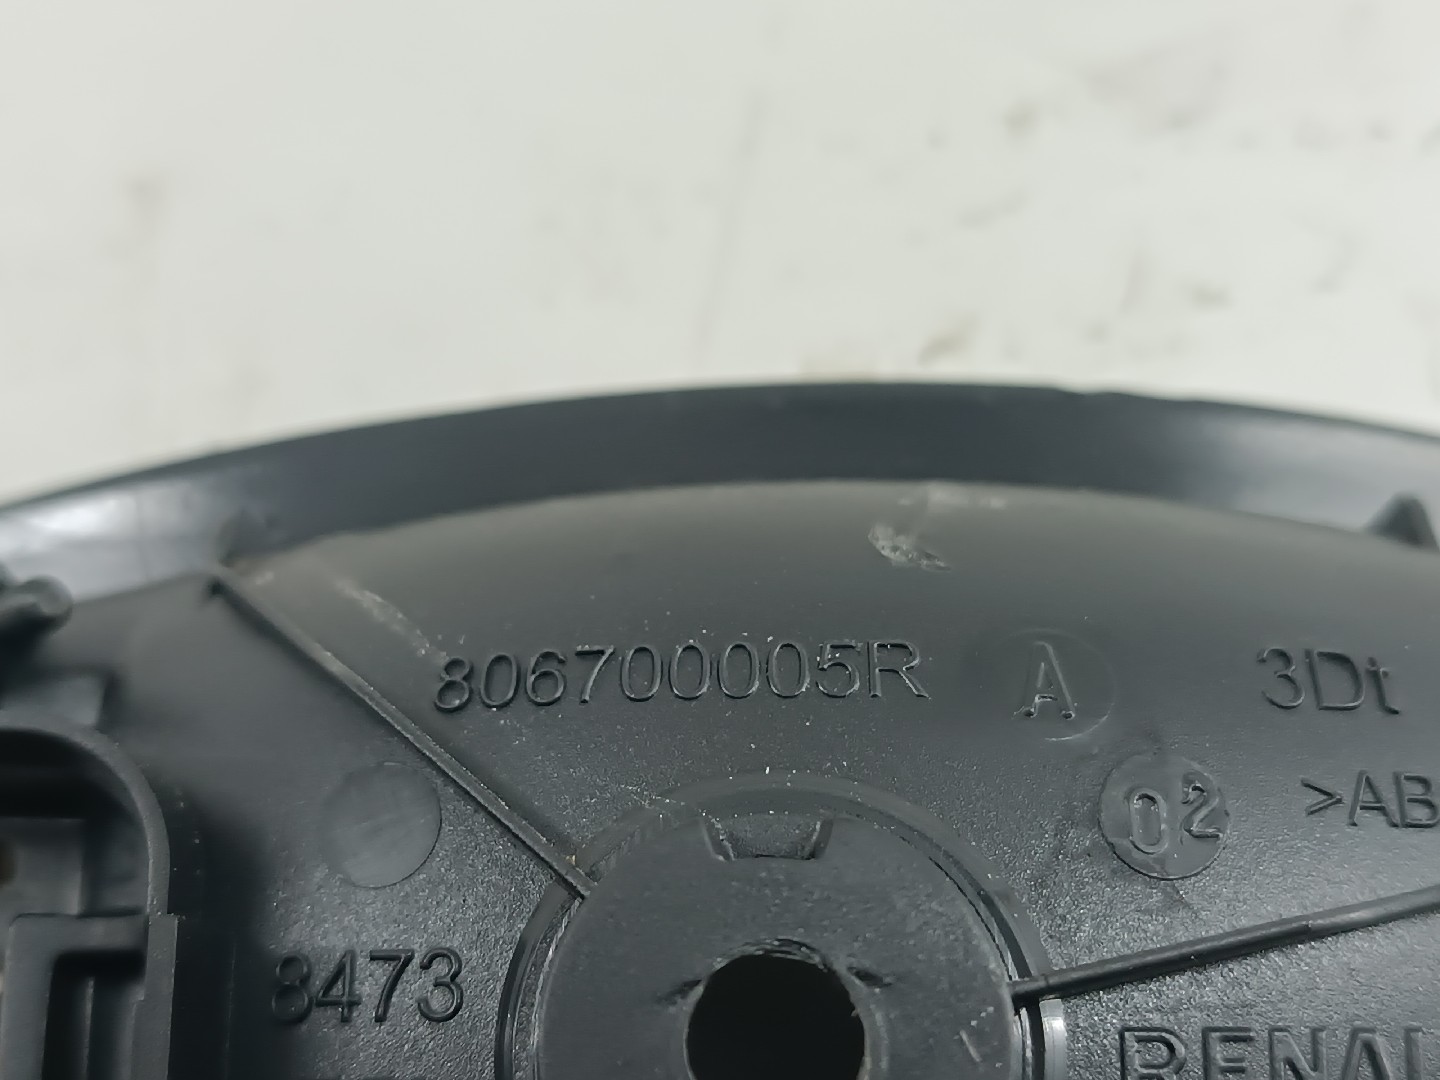 806700005R A 3Dt
02 >AB
8473
RENAU